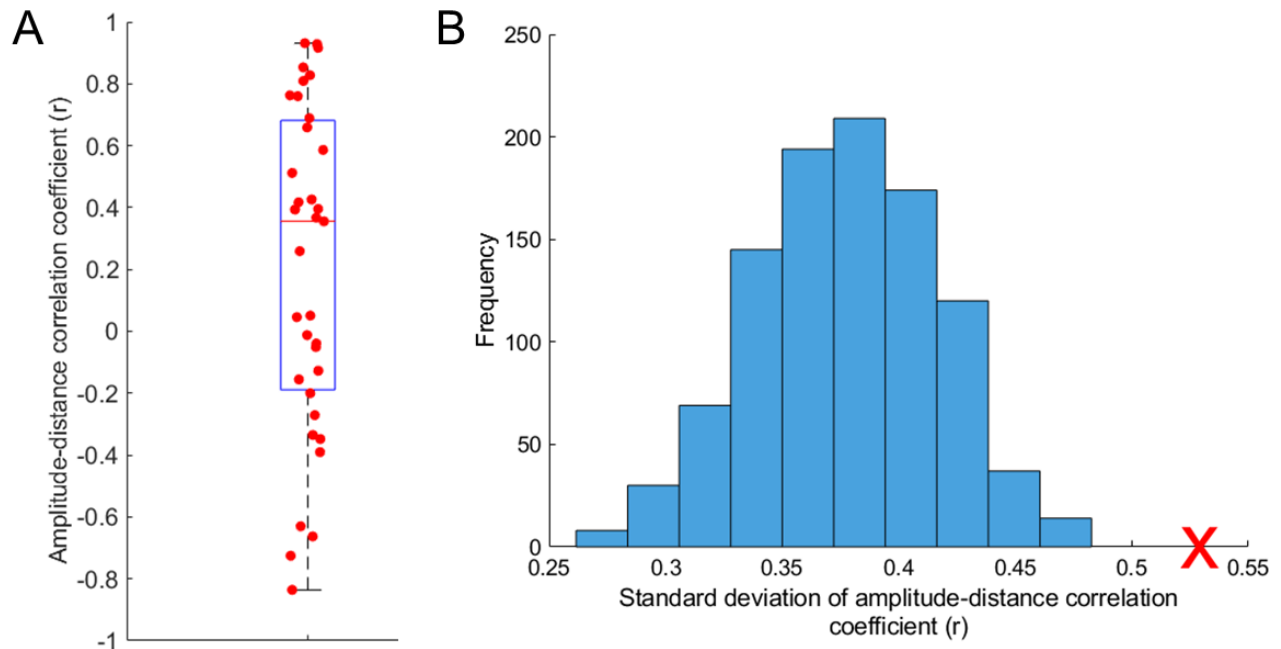 A
Amplitude-distance correlation coefficient (r)
1
0.8
0.6
0.4
0.2
0
-0.2
-0.4
-0.6
-0.8
-1
B
Frequency
250
200
150
100
50
0
0.25 0.3 0.35 0.4 0.45 0.5 0.55
X
Standard deviation of amplitude-distance correlation
coefficient (r)